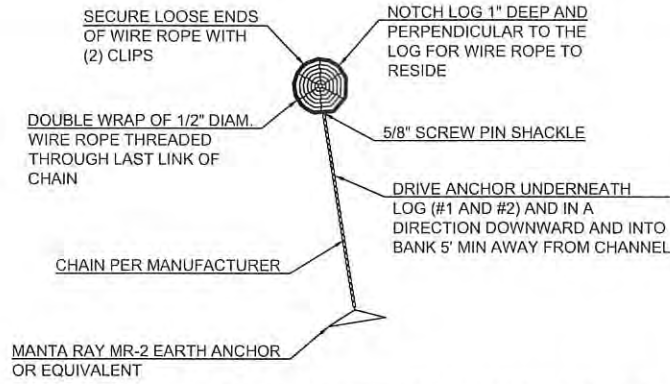 SECURE LOOSE ENDS
OF WIRE ROPE WITH
(2) CLIPS
NOTCH LOG 1" DEEP AND
PERPENDICULAR TO THE
LOG FOR WIRE ROPE TO
RESIDE
DOUBLE WRAP OF 1/2" DIAM.
WIRE ROPE THREADED
THROUGH LAST LINK OF
CHAIN
5/8" SCREW PIN SHACKLE
DRIVE ANCHOR UNDERNEATH
LOG (#1 AND #2) AND IN A
DIRECTION DOWNWARD AND INTO
BANK 5' MIN AWAY FROM CHANNEL
CHAIN PER MANUFACTURER
MANTA RAY MR-2 EARTH ANCHOR
OR EQUIVALENT